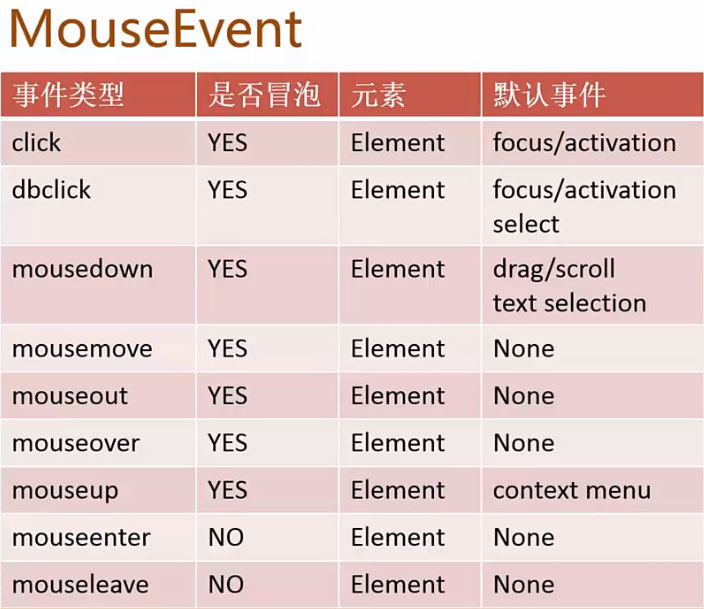 MouseEvent
事件类型 是否冒泡 元素 默认事件
click YES Element focus/activation
dbclick YES Element focus/activation
select
mousedown YES Element drag/scroll
text selection
mousemove YES Element None
mouseout YES Element None
mouseover YES Element None
mouseup YES Element context menu
mouseenter NO Element None
mouseleave NO Element None